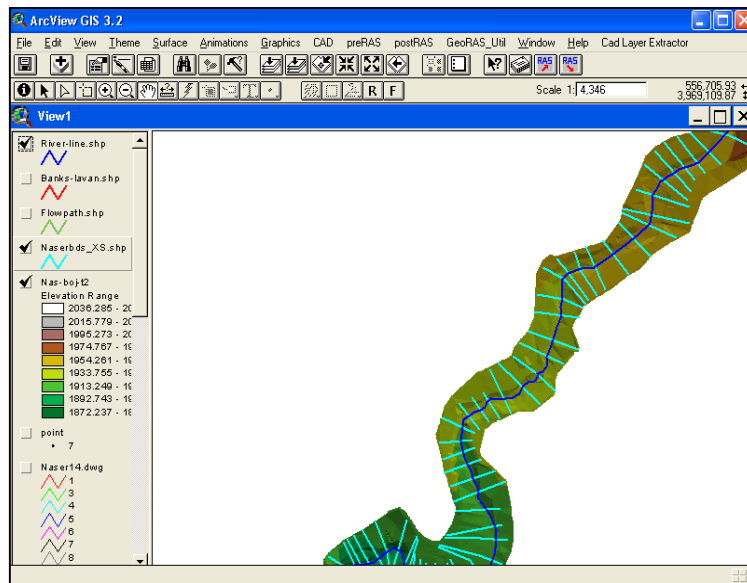 ArcView GIS 3.2
File Edit View Theme Surface Animations Graphics CAD preRAS postRAS GeoRAS_Util Window Help Cad Layer Extractor
RAS RAS
T R F Scale 1: 4,346 556,705.93
3,969,109.87
View1
River-line.shp
Banks-lavan.shp
Flowpath.shp
Naserbds_XS.shp
Nas-bojt2
Elevation Range
2036.285 - 20
2015.779 - 20
1995.273 - 20
1974.767 - 19
1954.261 - 19
1933.755 - 19
1913.249 - 19
1892.743 - 19
1872.237 - 18
point
7
Naser14.dwg
1
3
4
5
6
7
8